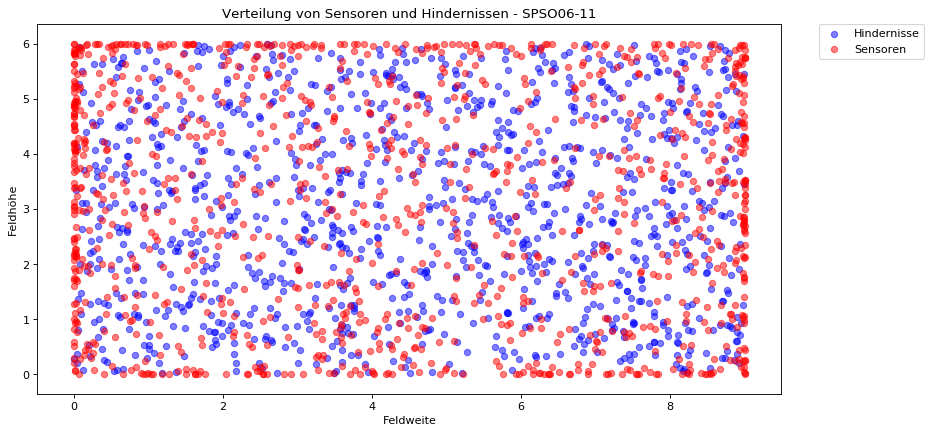 Verteilung von Sensoren und Hindernissen - SPSO06-11
Hindernisse
Sensoren
Feldhöhe
6
5
4
3
2
1
0
0 2 4 6 8
Feldweite